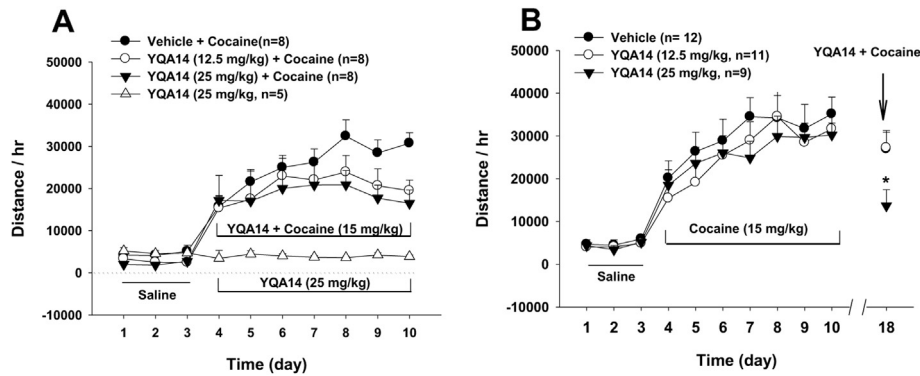 A
Vehicle + Cocaine(n=8)
YQA14 (12.5 mg/kg) + Cocaine (n=8)
YQA14 (25 mg/kg) + Cocaine (n=8)
YQA14 (25 mg/kg, n=5)
50000
40000
30000
20000
10000
0
-10000
Distance / hr
YQA14 + Cocaine (15 mg/kg)
Saline
YQA14 (25 mg/kg)
1 2 3 4 5 6 7 8 9 10
Time (day)
B
Vehicle (n= 12)
YQA14 (12.5 mg/kg, n=11)
YQA14 (25 mg/kg, n=9)
YQA14 + Cocaine
50000
40000
30000
20000
10000
0
-10000
Distance / hr
*
Cocaine (15 mg/kg)
Saline
1 2 3 4 5 6 7 8 9 10 18
Time (day)